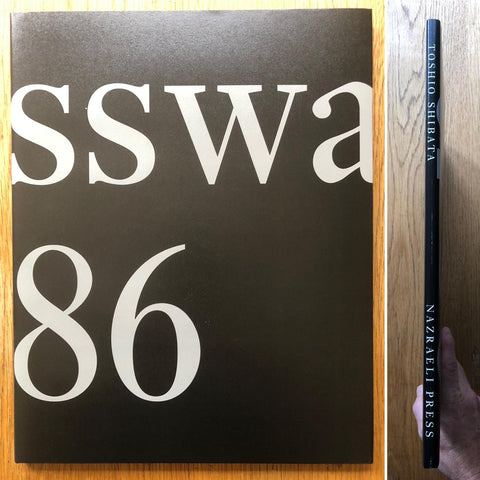 sswa
86
TOSHIO SHIBATA
NAZRAELI PRESS